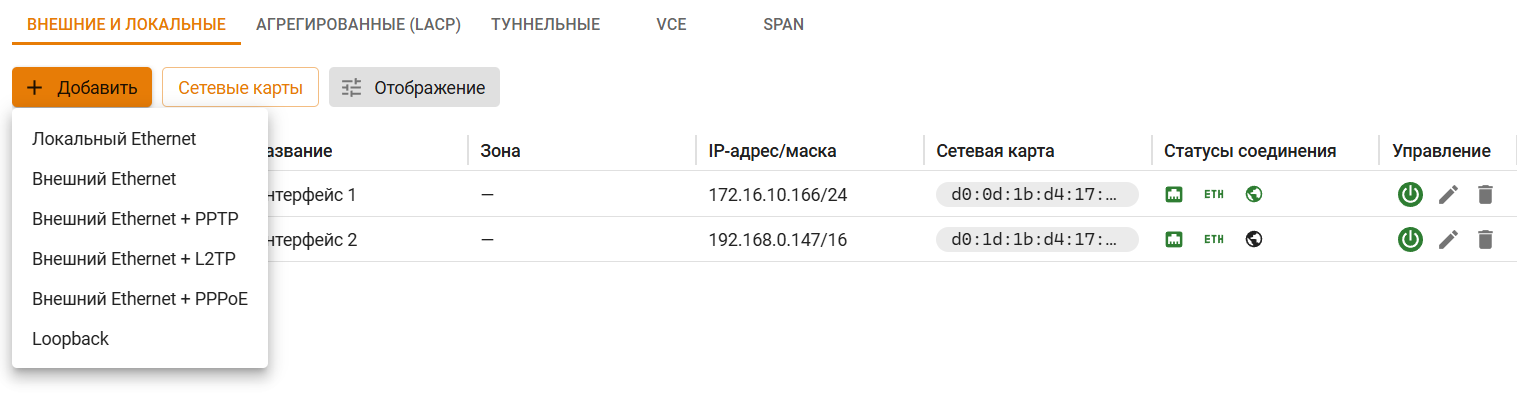 ВНЕШНИЕ И ЛОКАЛЬНЫЕ АГРЕГИРОВАННЫЕ (LACP) ТУННЕЛЬНЫЕ VCE SPAN
+ Добавить Сетевые карты Отображение
Локальный Ethernet
Внешний Ethernet
Внешний Ethernet + PPTP
Внешний Ethernet + L2TP
Внешний Ethernet + PPPoE
Loopback
азвание Зона IP-адрес/маска Сетевая карта Статусы соединения Управление
нтерфейс 1 — 172.16.10.166/24 d0:0d:1b:d4:17:... ETH
нтерфейс 2 — 192.168.0.147/16 d0:1d:1b:d4:17:... ETH